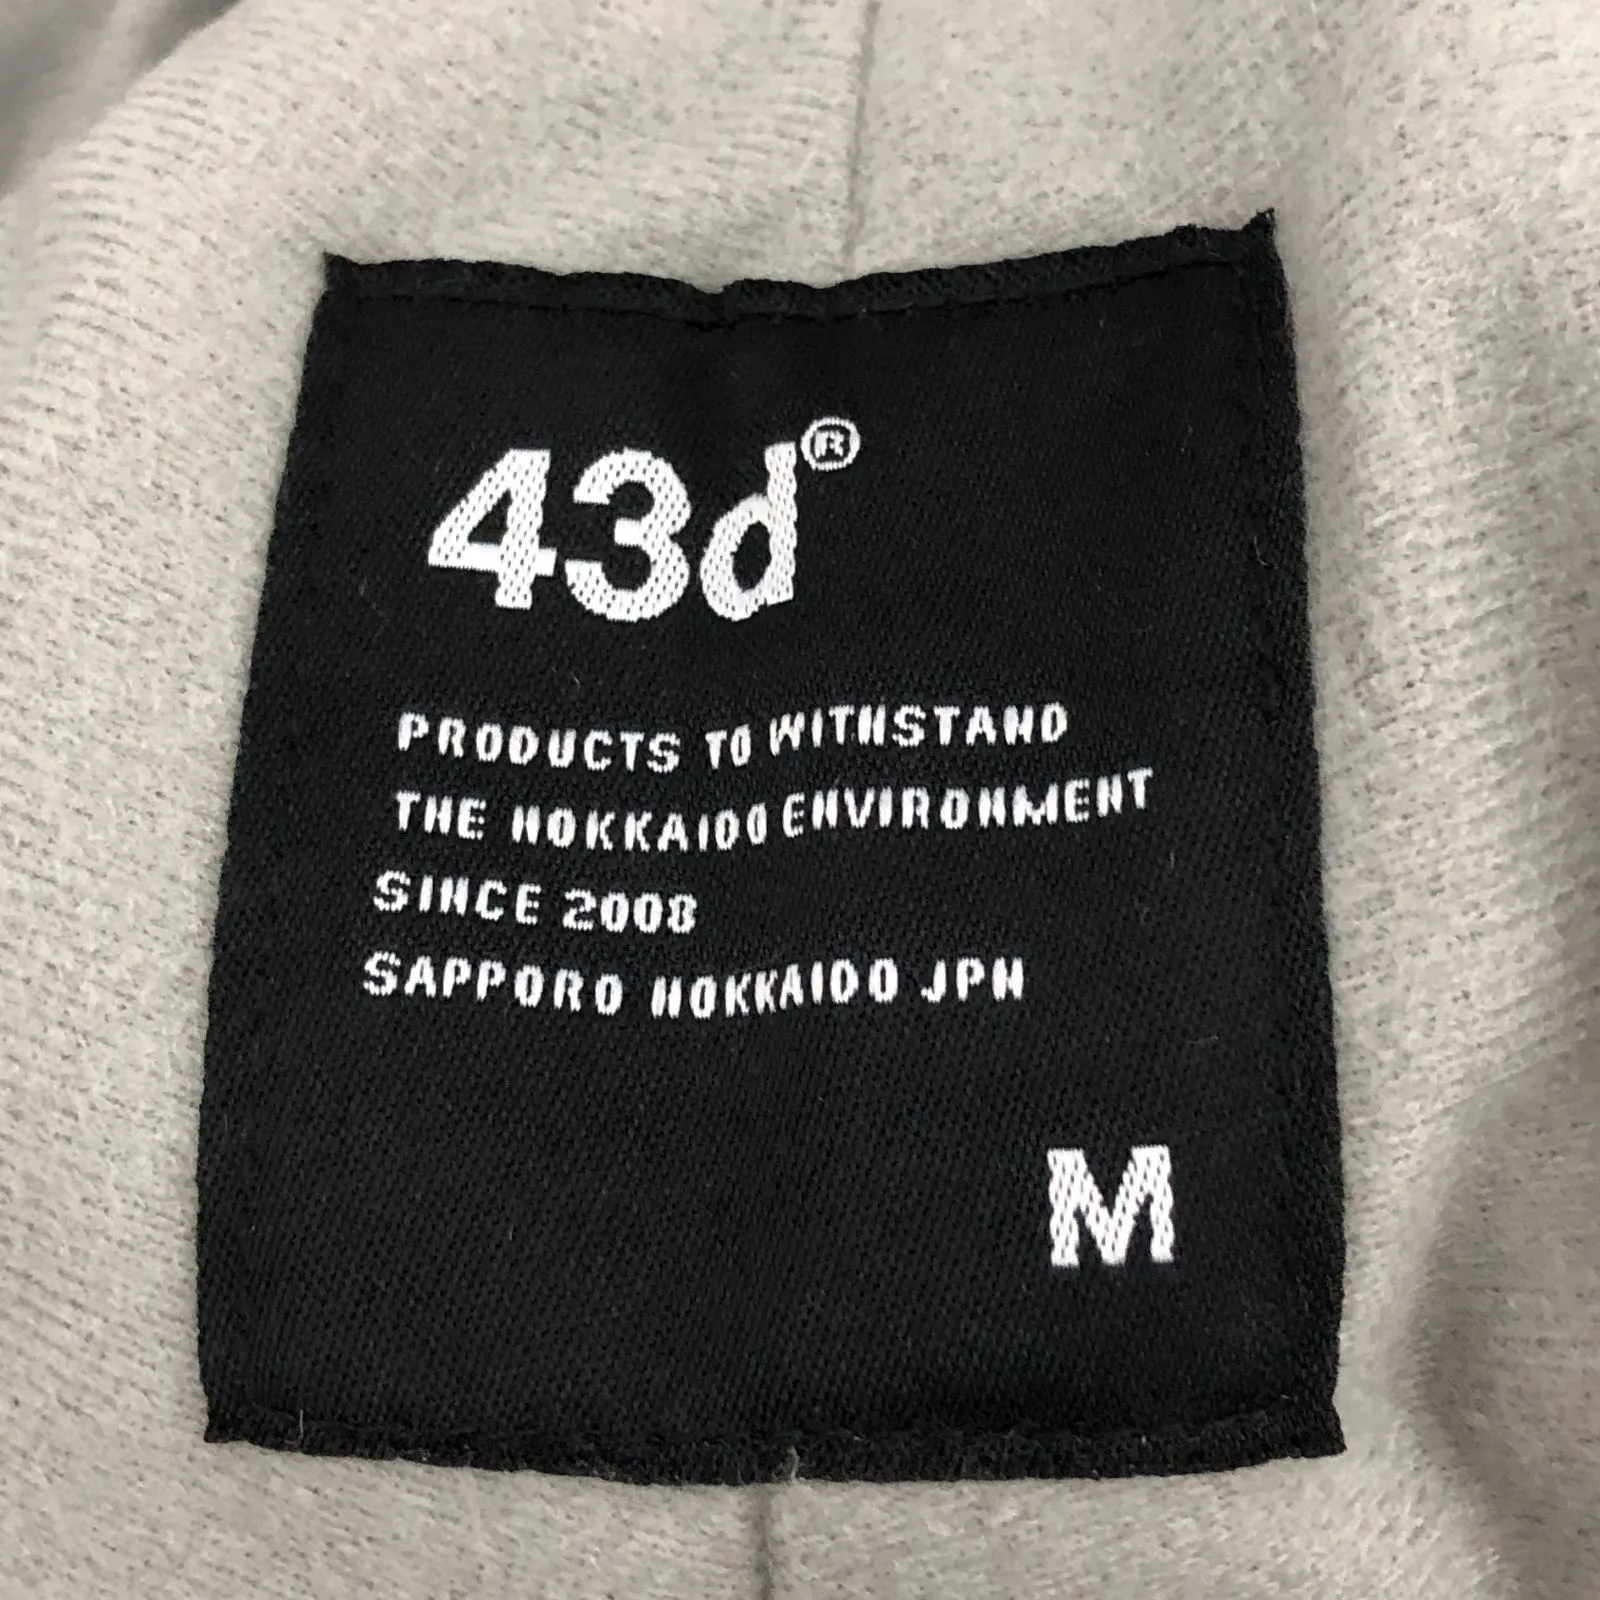 43d®
PRODUCTS TO WITHSTAND
THE HOKKAIDO ENVIRONMENT
SINCE 2008
SAPPORO HOKKAIDO JPN
M